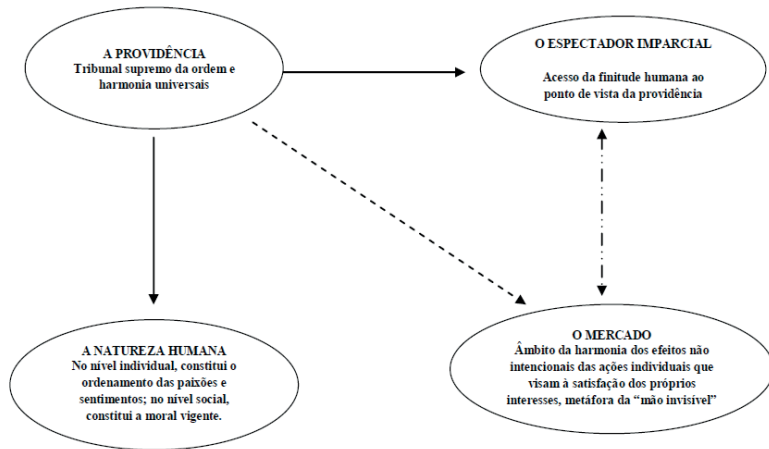 A PROVIDÊNCIA
Tribunal supremo da ordem e
harmonia universais
O ESPECTADOR IMPARCIAL
Acesso da finitude humana ao
ponto de vista da providência
A NATUREZA HUMANA
No nível individual, constitui o
ordenamento das paixões e
sentimentos; no nível social,
constitui a moral vigente.
O MERCADO
Âmbito da harmonia dos efeitos não
intencionais das ações individuais que
visam à satisfação dos próprios
interesses, metáfora da “mão invisível”